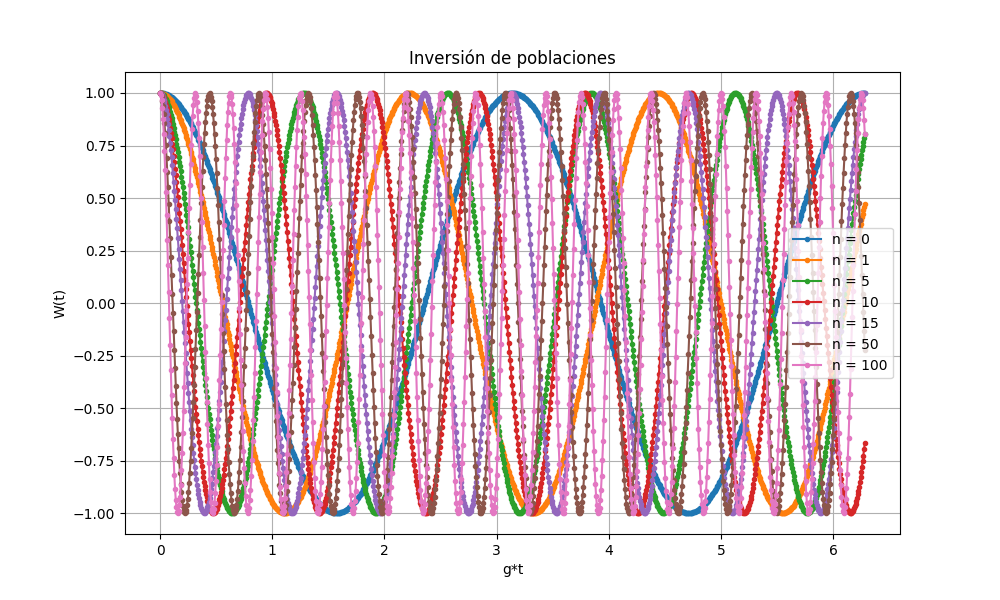 Inversión de poblaciones
W(t)
1.00
0.75
0.50
0.25
0.00
−0.25
−0.50
−0.75
−1.00
n = 0
n = 1
n = 5
n = 10
n = 15
n = 50
n = 100
0 1 2 3 4 5 6
g*t